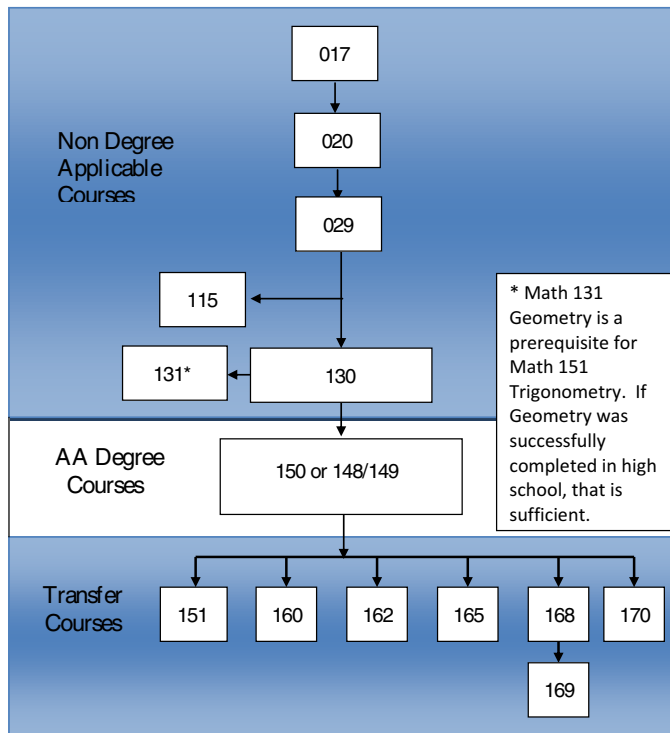 017
020
Non Degree
Applicable
Courses
029
115
* Math 131
Geometry is a
prerequisite for
Math 151
Trigonometry.  If
Geometry was
successfully
completed in high
school, that is
sufficient.
131*
130
AA Degree
Courses
150 or 148/149
Transfer
Courses
151
160
162
165
168
170
169